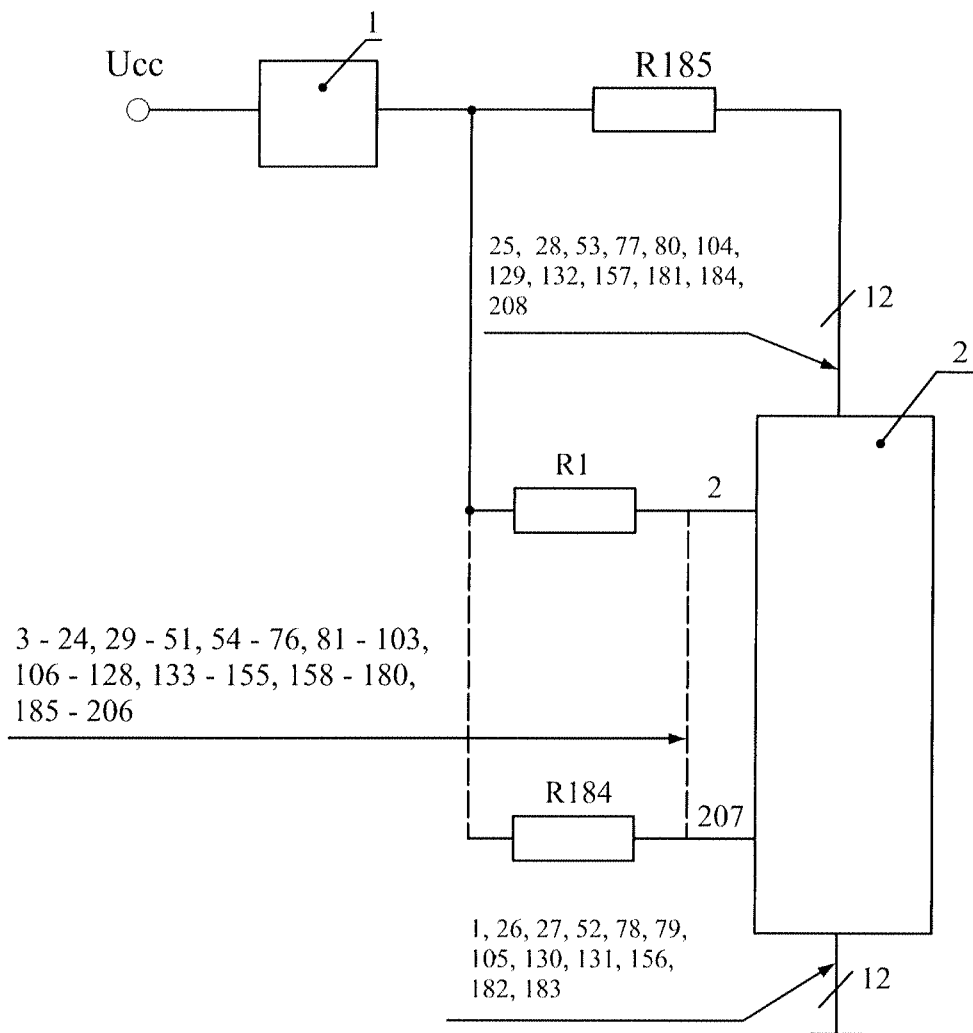 1
Ucc
R185
25, 28, 53, 77, 80, 104,
129, 132, 157, 181, 184,
208
12
2
R1
2
3 - 24, 29 - 51, 54 - 76, 81 - 103,
106 - 128, 133 - 155, 158 - 180,
185 - 206
R184
207
1, 26, 27, 52, 78, 79,
105, 130, 131, 156,
182, 183
12